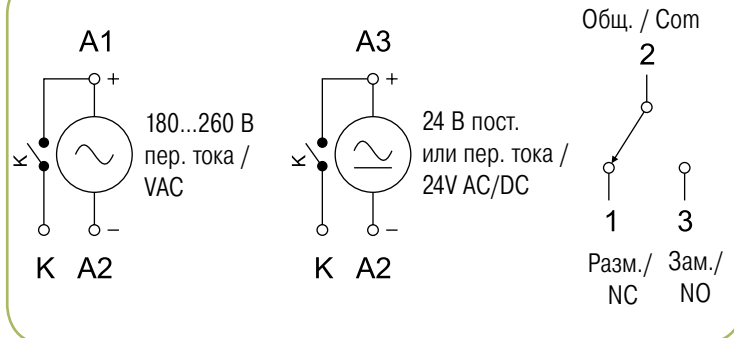 A1
+
180...260 В
пер. тока /
VAC
K
–
K A2
A3
+
24 В пост.
или пер. тока /
24V AC/DC
K
–
K A2
Общ. / Com
2
1 3
Разм./ Зам./
NC NO